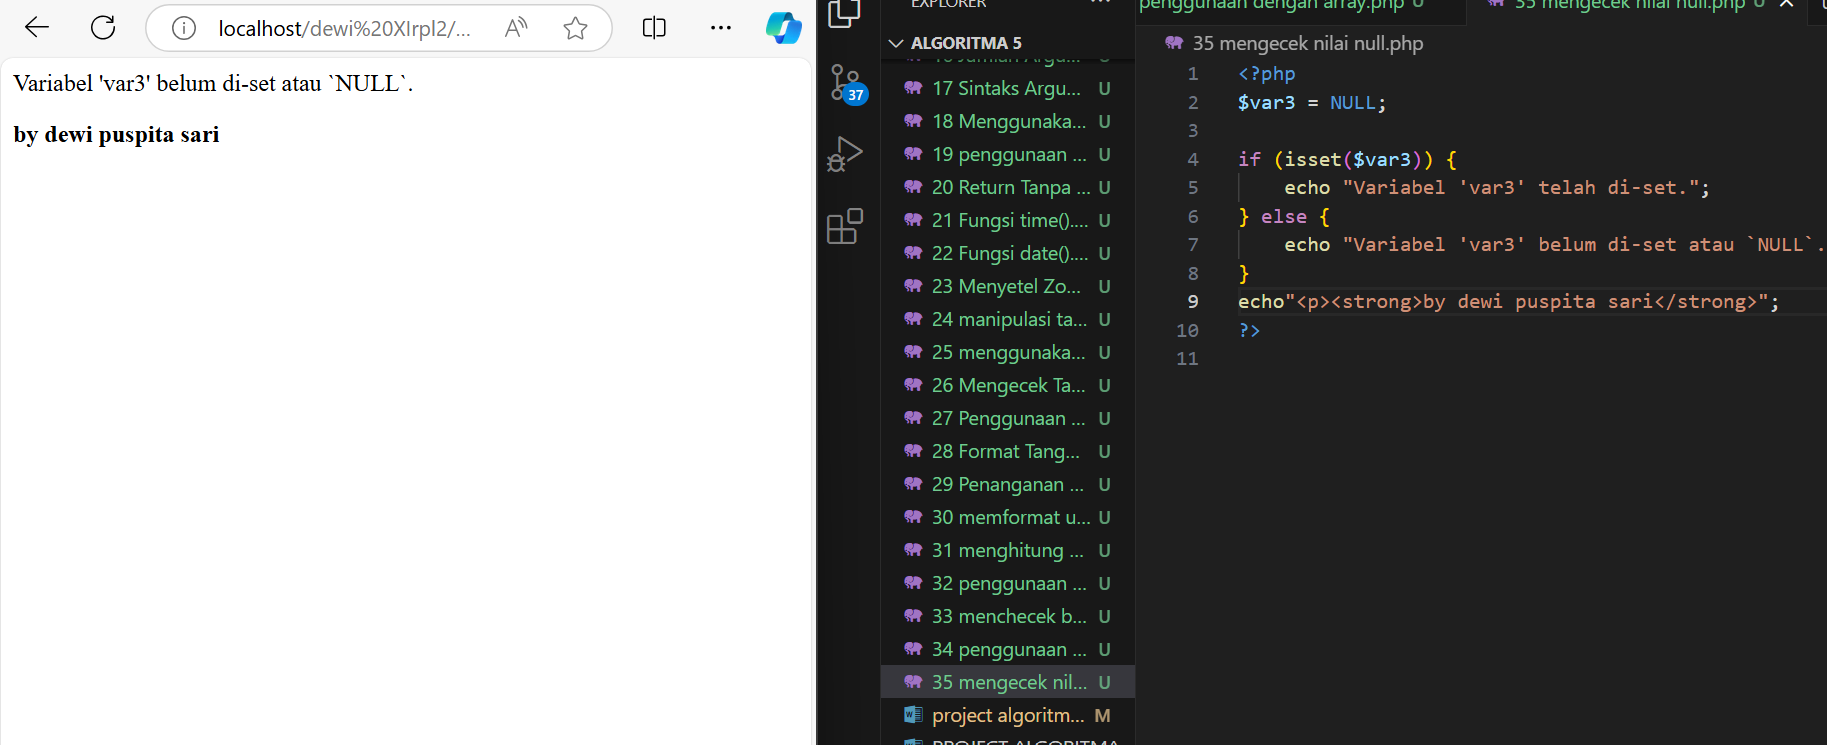 localhost/dewi%20XIrpl2/...
Variabel 'var3' belum di-set atau `NULL`.
by dewi puspita sari
37
EXPLORER
ALGORITMA 5
16 Jumlah Argu...
17 Sintaks Argu... U
18 Menggunaka... U
19 penggunaan ... U
20 Return Tanpa ... U
21 Fungsi time().... U
22 Fungsi date().... U
23 Menyetel Zo... U
24 manipulasi ta... U
25 menggunaka... U
26 Mengecek Ta... U
27 Penggunaan ... U
28 Format Tang... U
29 Penanganan ... U
30 memformat u... U
31 menghitung ... U
32 penggunaan ... U
33 menchecek b... U
34 penggunaan ... U
35 mengecek nil... U
project algoritm... M
PROJECT ALGORITMA
penggunaan dengan array.php U
35 mengecek nilai null.php U
35 mengecek nilai null.php
1 <?php
2 $var3 = NULL;
3
4 if (isset($var3)) {
5 echo "Variabel 'var3' telah di-set.";
6 } else {
7 echo "Variabel 'var3' belum di-set atau `NULL`.
8 }
9 echo"<p><strong>by dewi puspita sari</strong>";
10 ?>
11